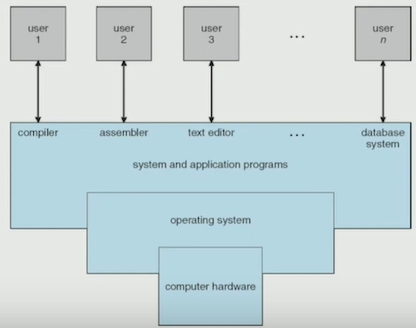 user
1
user
2
user
3
...
user
n
compiler
assembler
text editor
...
database
system
system and application programs
operating system
computer hardware